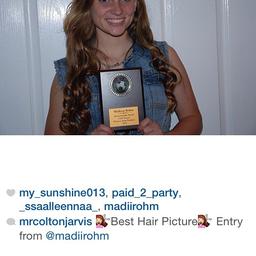 my_sunshine013, paid_2_party,
_ssaalleennaa_, madiirohm
mrcoltonjarvis 💇Best Hair Picture💇 Entry
from @madiirohm